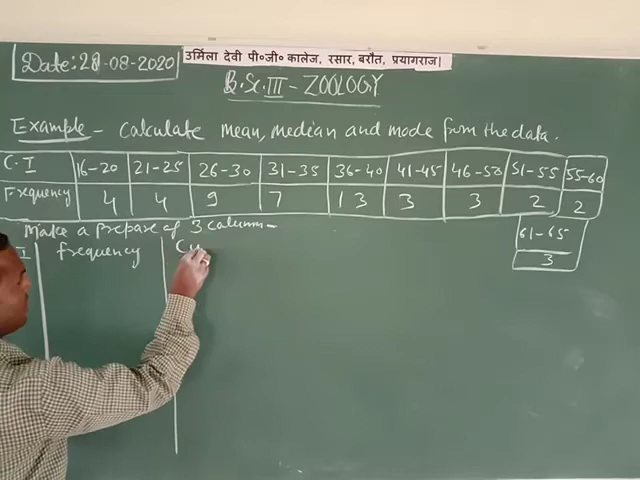 Date: 28-08-2020
उर्मिला देवी पी०जी० कालेज, रसार, बरौत, प्रयागराज।
B.Sc.III - ZOOLOGY
Example - Calculate mean, median and mode from the data.
C.I 16-20 21-25 26-30 31-35 36-40 41-45 46-50 51-55 55-60
Frequency 4 4 9 7 13 3 3 2 2
61-65
3
Make a prepare of 3 column -
I frequency Cu